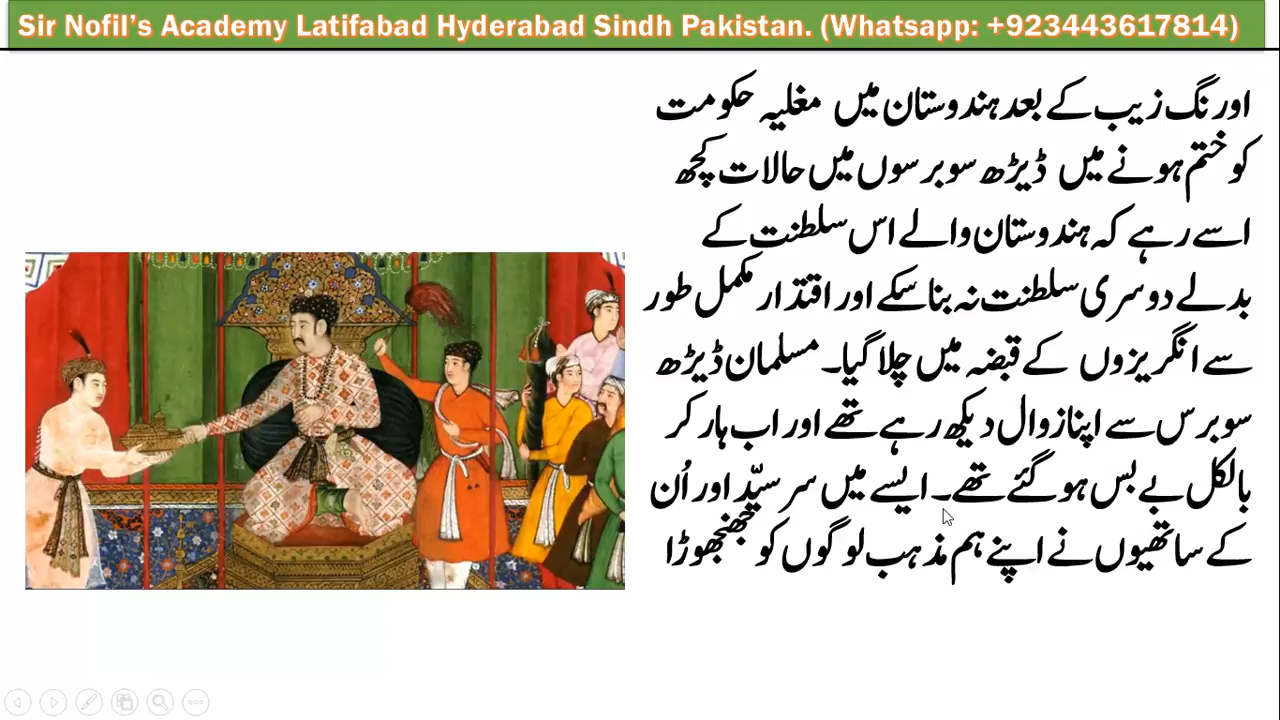 Sir Nofil's Academy Latifabad Hyderabad Sindh Pakistan. (Whatsapp: +923443617814)
اورنگ زیب کے بعد ہندوستان میں مغلیہ حکومت
کو ختم ہونے میں ڈیڑھ سو برسوں میں حالات کچھ
اسے رہے کہ ہندوستان والے اس سلطنت کے
بدلے دوسری سلطنت نہ بنا سکے اور اقتدار مکمل طور
سے انگریزوں کے قبضہ میں چلا گیا۔ مسلمان ڈیڑھ
سو برس سے اپنا زوال دیکھ رہے تھے اور اب ہار کر
بالکل بے بس ہو گئے تھے۔ ایسے میں سر سیّد اور اُن
کے ساتھیوں نے اپنے ہم مذہب لوگوں کو جھنجھوڑا